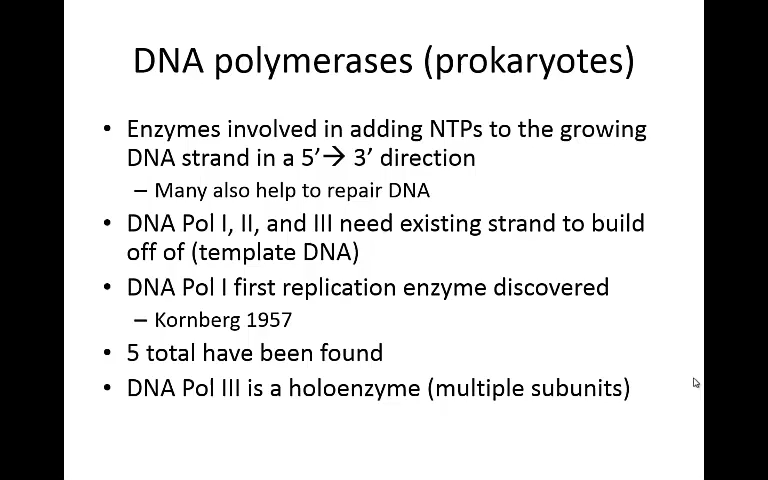 DNA polymerases (prokaryotes)
• Enzymes involved in adding NTPs to the growing
DNA strand in a 5’→ 3’ direction
– Many also help to repair DNA
• DNA Pol I, II, and III need existing strand to build
off of (template DNA)
• DNA Pol I first replication enzyme discovered
– Kornberg 1957
• 5 total have been found
• DNA Pol III is a holoenzyme (multiple subunits)